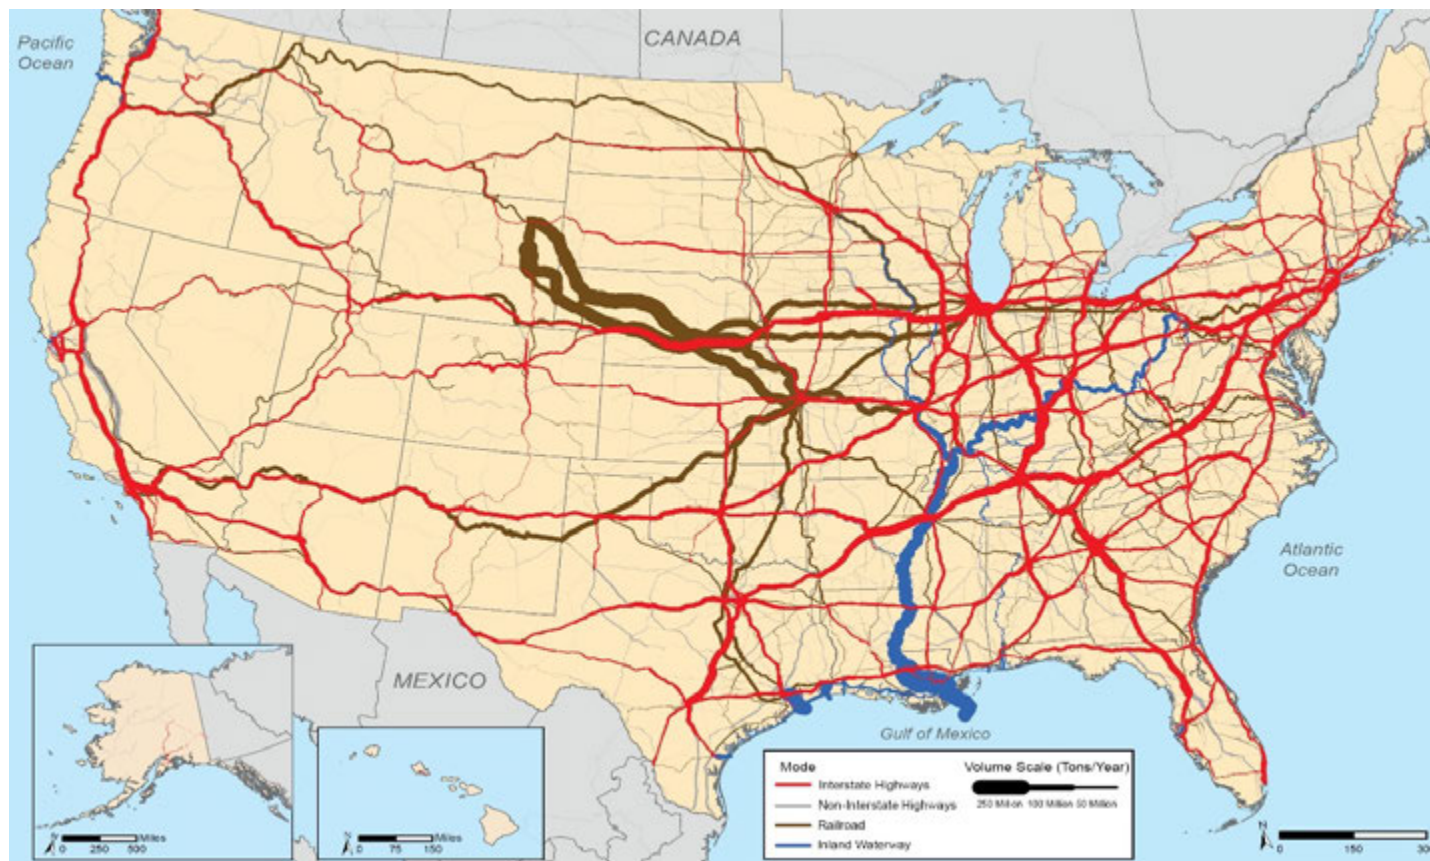 Pacific
Ocean
CANADA
Atlantic
Ocean
MEXICO
Gulf of Mexico
Mode
Interstate Highways
Non-Interstate Highways
Railroad
Inland Waterway
Volume Scale (Tons/Year)
250 Million 100 Million 50 Million
N
Miles
0 250 500
N
Miles
0 75 150
N
0 150 30